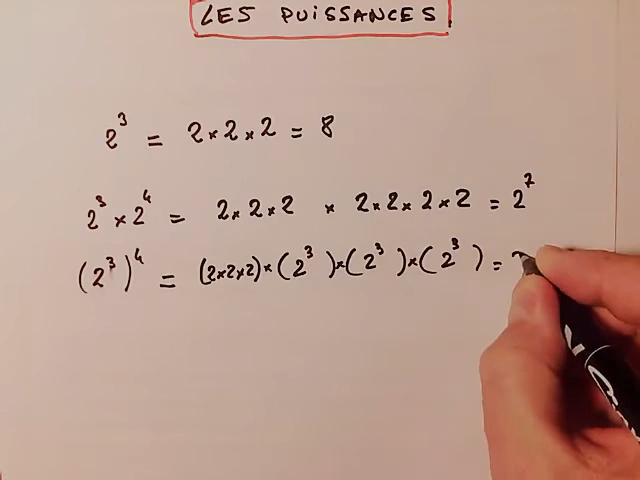 LES PUISSANCES
2³ = 2 × 2 × 2 = 8
2³ × 2⁴ = 2 × 2 × 2 × 2 × 2 × 2 × 2 = 2⁷
(2³)⁴ = (2×2×2) × (2³) × (2³) × (2³) =